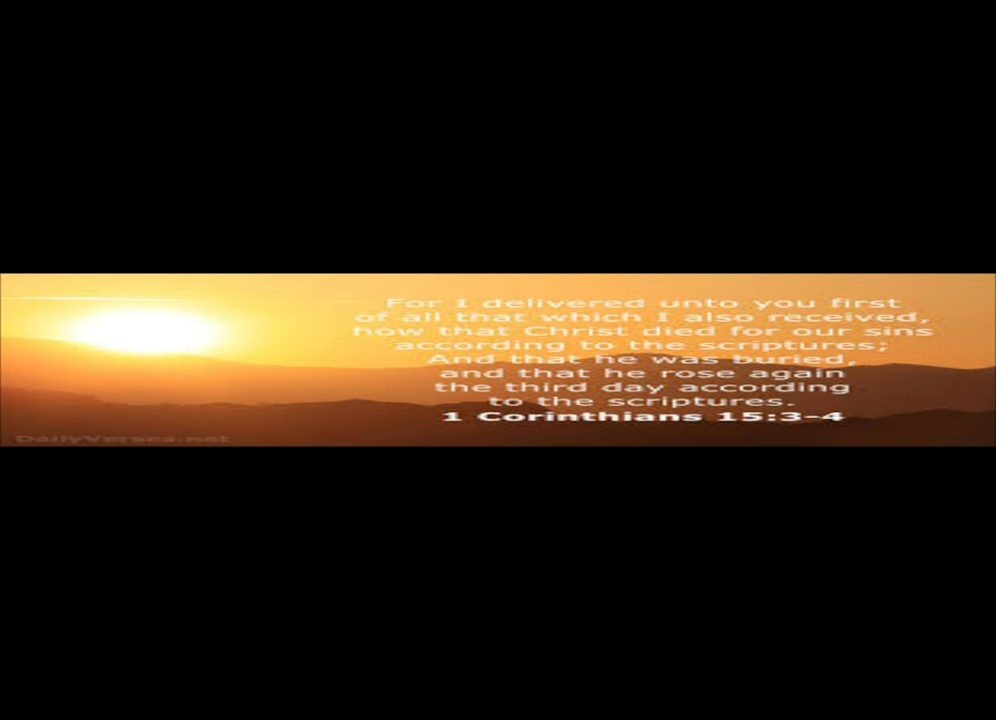 For I delivered unto you first
of all that which I also received,
how that Christ died for our sins
according to the scriptures;
And that he was buried,
and that he rose again
the third day according
to the scriptures.
1 Corinthians 15:3-4
DailyVerses.net